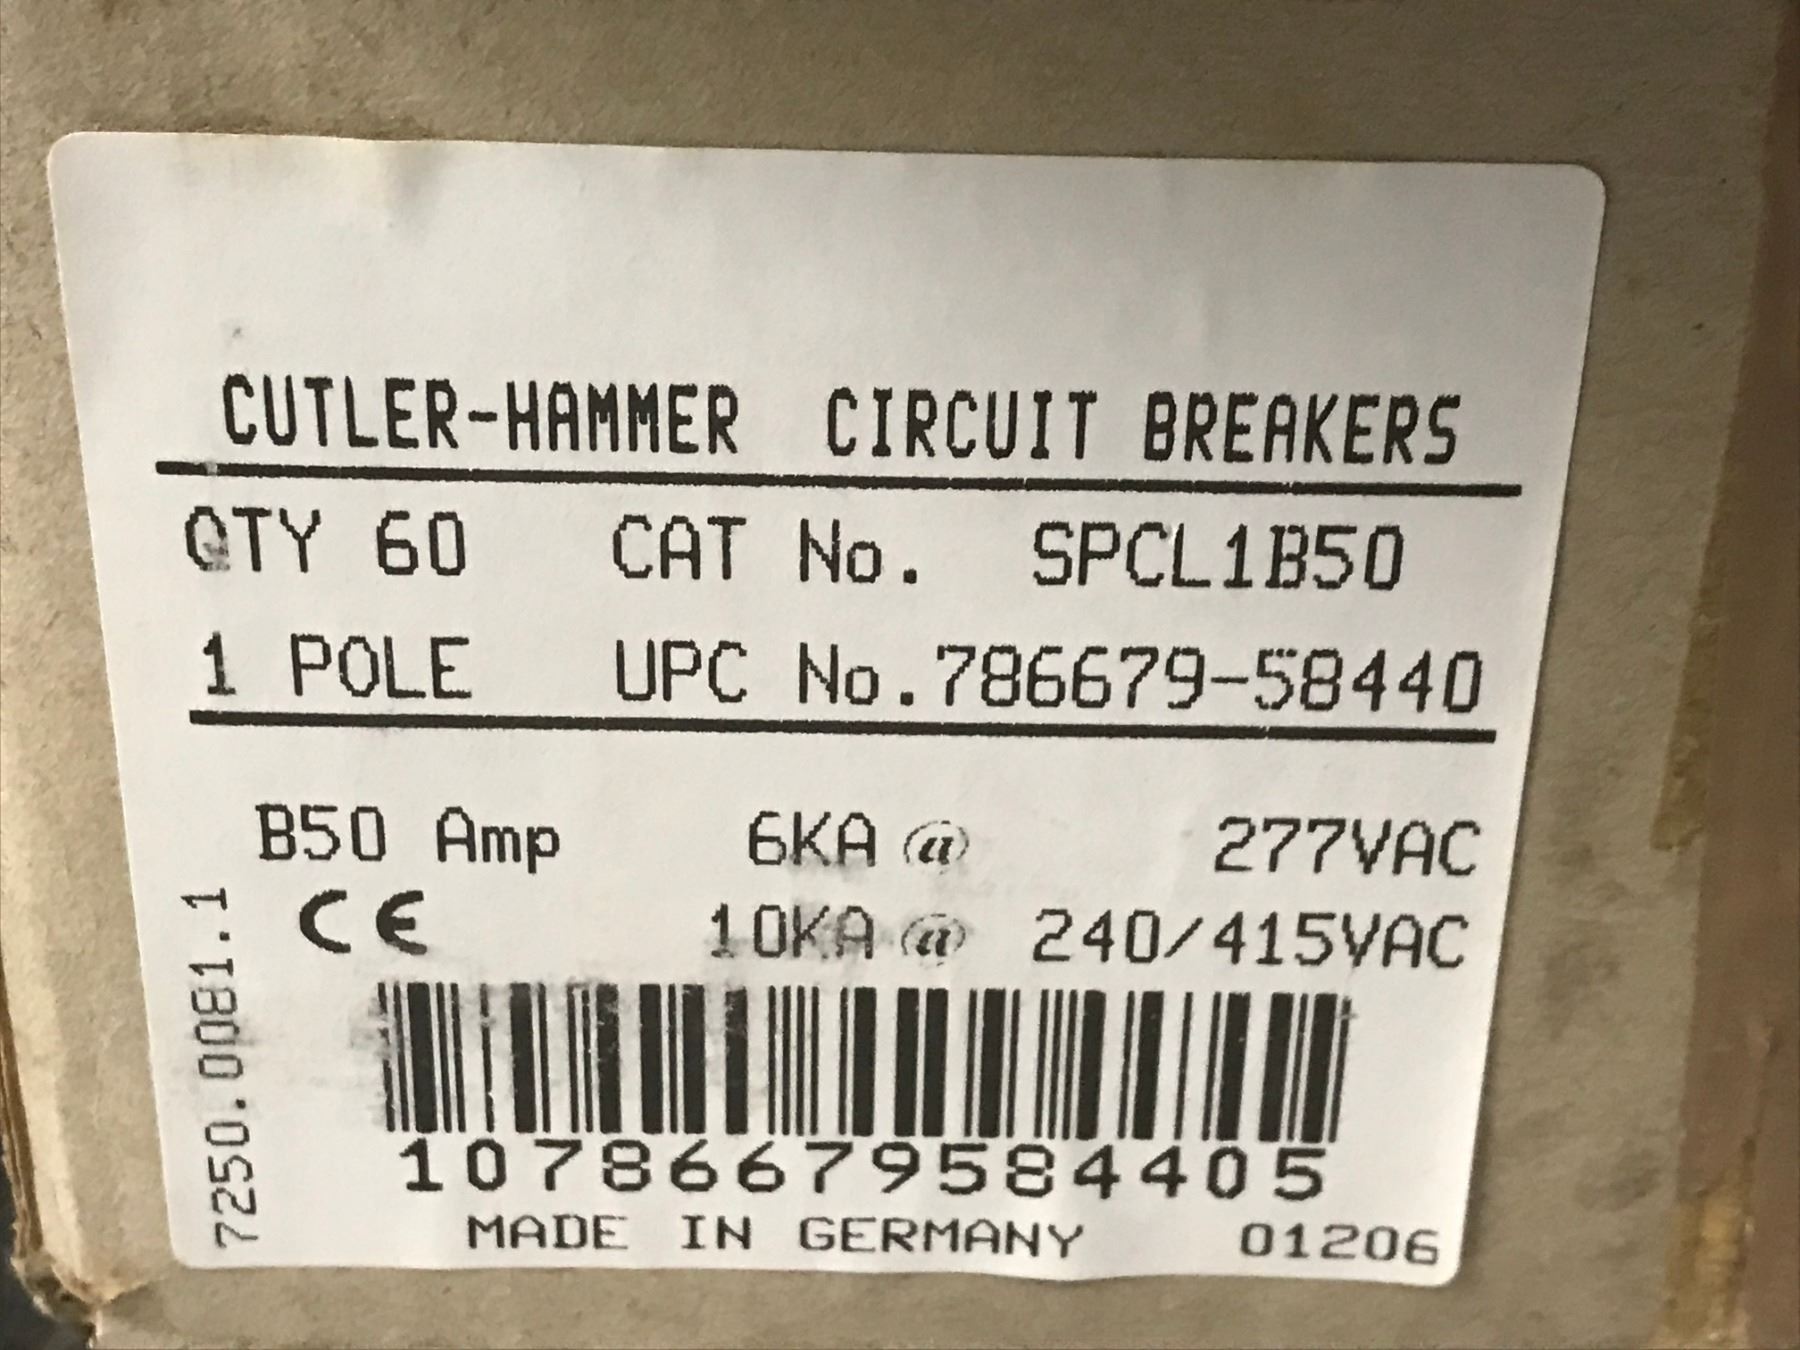 CUTLER-HAMMER CIRCUIT BREAKERS
QTY 60 CAT No. SPCL1B50
1 POLE UPC No. 786679-58440
B50 Amp 6KA @ 277VAC
CE 10KA @ 240/415VAC
7250.0081.1
10786679584405
MADE IN GERMANY 01206